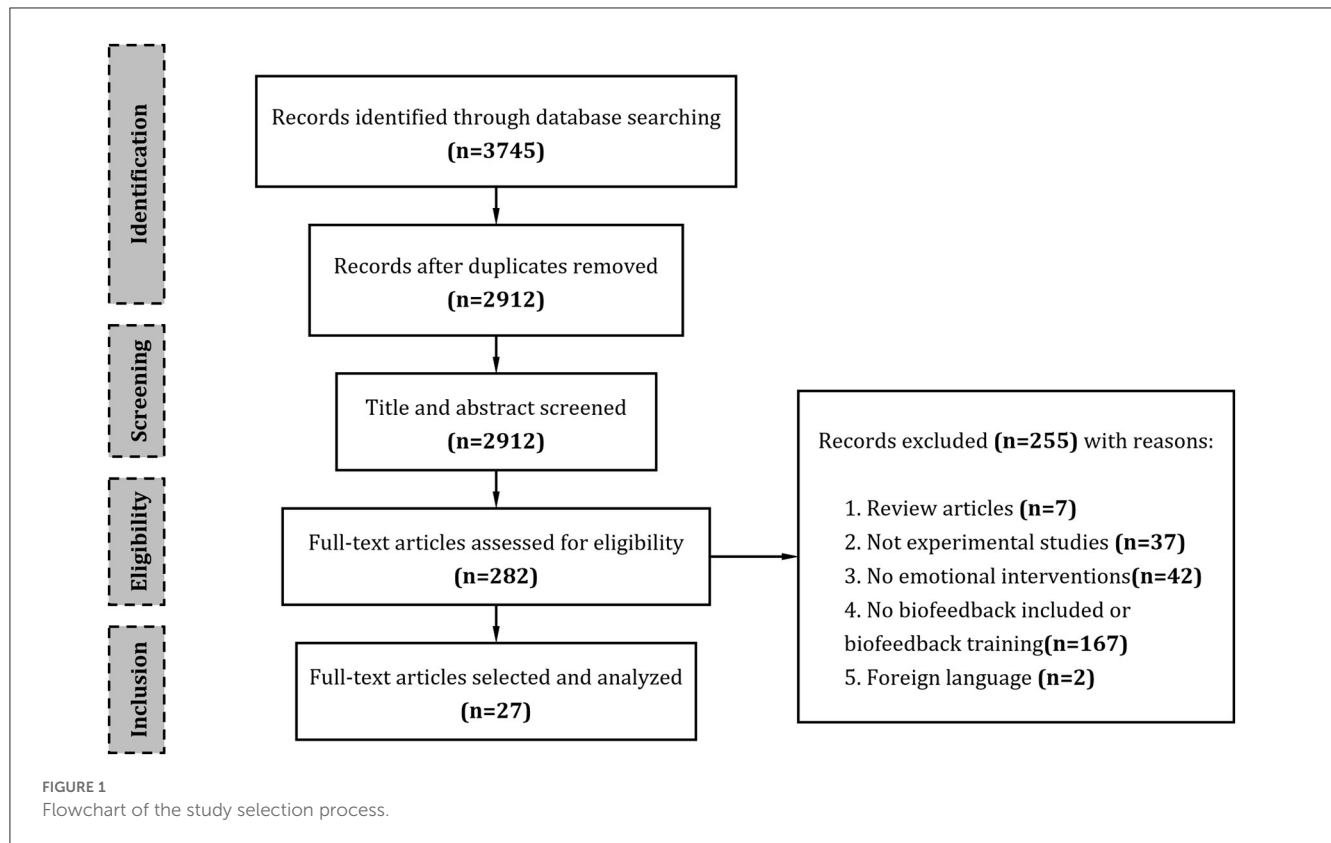 Identification
Records identified through database searching
(n=3745)
Records after duplicates removed
(n=2912)
Screening
Title and abstract screened
(n=2912)
Eligibility
Full-text articles assessed for eligibility
(n=282)
Records excluded (n=255) with reasons:
1. Review articles (n=7)
2. Not experimental studies (n=37)
3. No emotional interventions(n=42)
4. No biofeedback included or
biofeedback training(n=167)
5. Foreign language (n=2)
Inclusion
Full-text articles selected and analyzed
(n=27)
FIGURE 1
Flowchart of the study selection process.